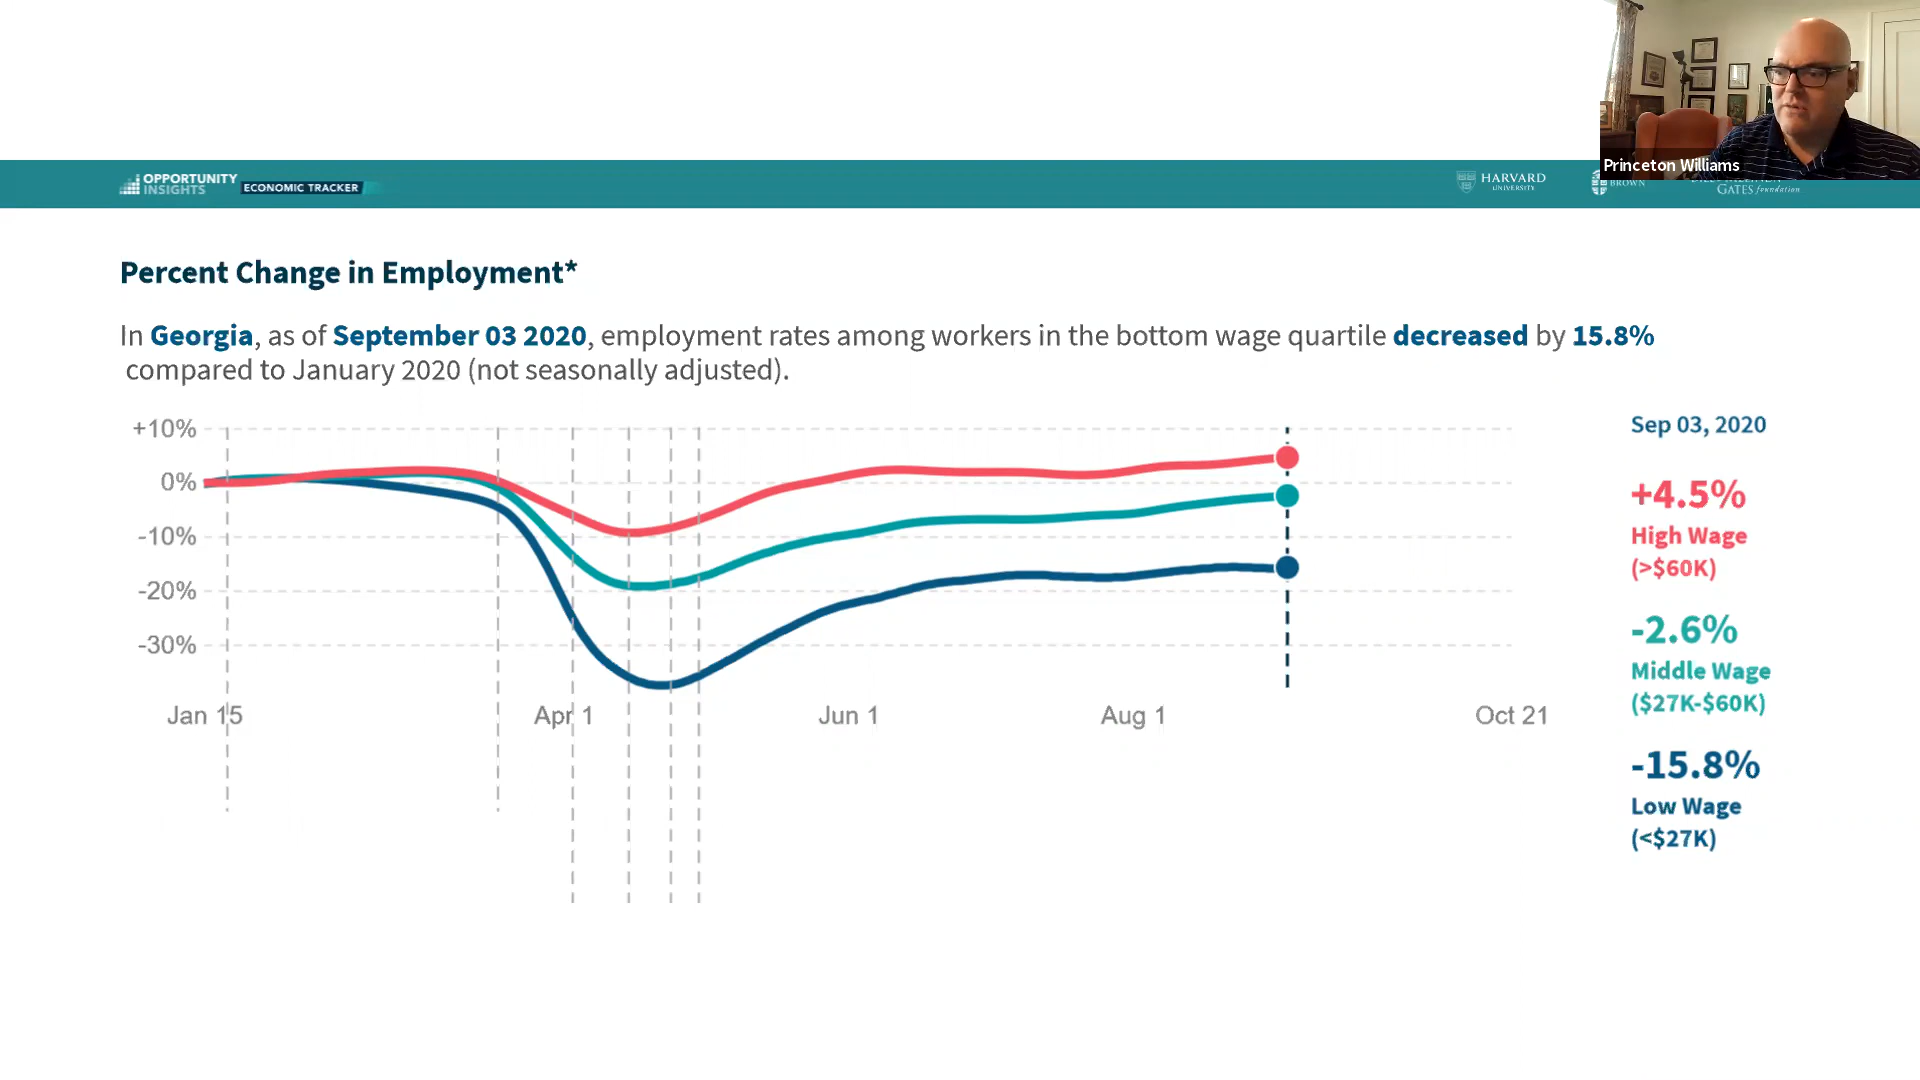 Princeton Williams
OPPORTUNITY
INSIGHTS
ECONOMIC TRACKER
HARVARD
UNIVERSITY
BROWN
GATES foundation
Percent Change in Employment*
In Georgia, as of September 03 2020, employment rates among workers in the bottom wage quartile decreased by 15.8%
compared to January 2020 (not seasonally adjusted).
+10%
0%
-10%
-20%
-30%
Jan 15
Apr 1
Jun 1
Aug 1
Oct 21
Sep 03, 2020
+4.5%
High Wage
(>$60K)
-2.6%
Middle Wage
($27K-$60K)
-15.8%
Low Wage
(<$27K)